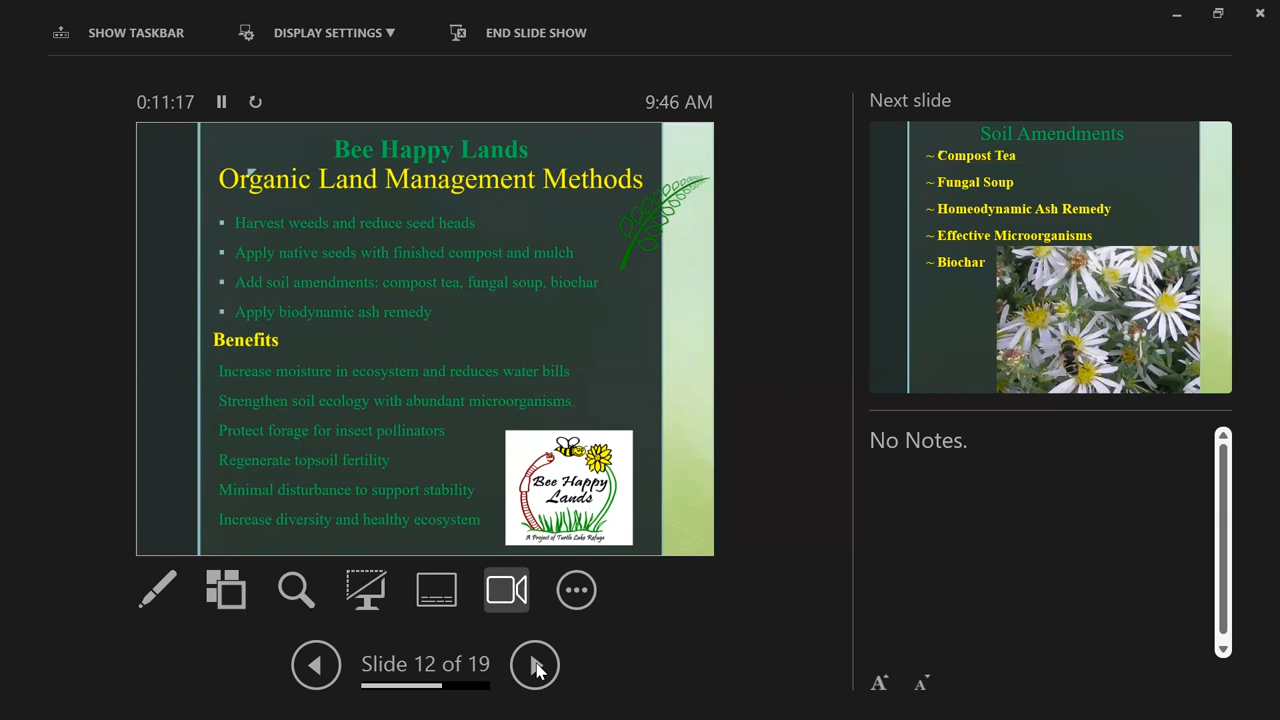 SHOW TASKBAR
DISPLAY SETTINGS ▼
END SLIDE SHOW
0:11:17
9:46 AM
Bee Happy Lands
Organic Land Management Methods
▪ Harvest weeds and reduce seed heads
▪ Apply native seeds with finished compost and mulch
▪ Add soil amendments: compost tea, fungal soup, biochar
▪ Apply biodynamic ash remedy
Benefits
Increase moisture in ecosystem and reduces water bills
Strengthen soil ecology with abundant microorganisms
Protect forage for insect pollinators
Regenerate topsoil fertility
Minimal disturbance to support stability
Increase diversity and healthy ecosystem
Bee Happy
Lands
A Project of Turtle Lake Refuge
Slide 12 of 19
Next slide
Soil Amendments
~ Compost Tea
~ Fungal Soup
~ Homeodynamic Ash Remedy
~ Effective Microorganisms
~ Biochar
No Notes.
A A